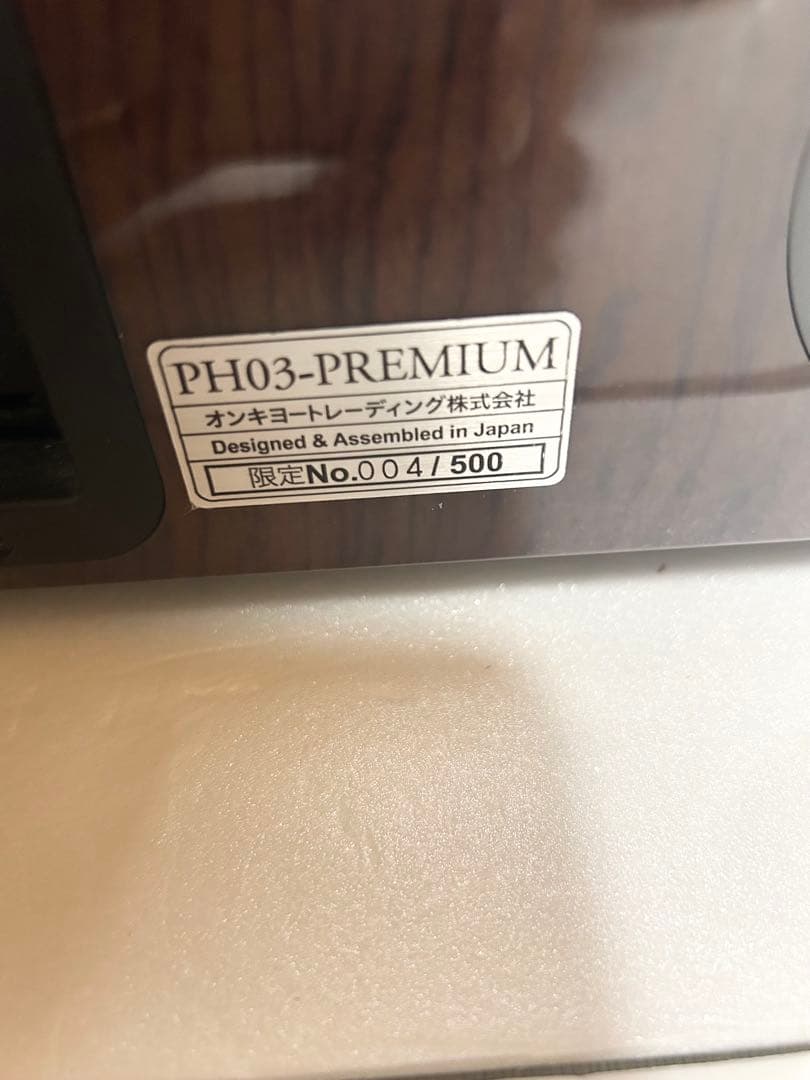 PH03-PREMIUM
オンキヨートレーディング株式会社
Designed & Assembled in Japan
限定No.004/500